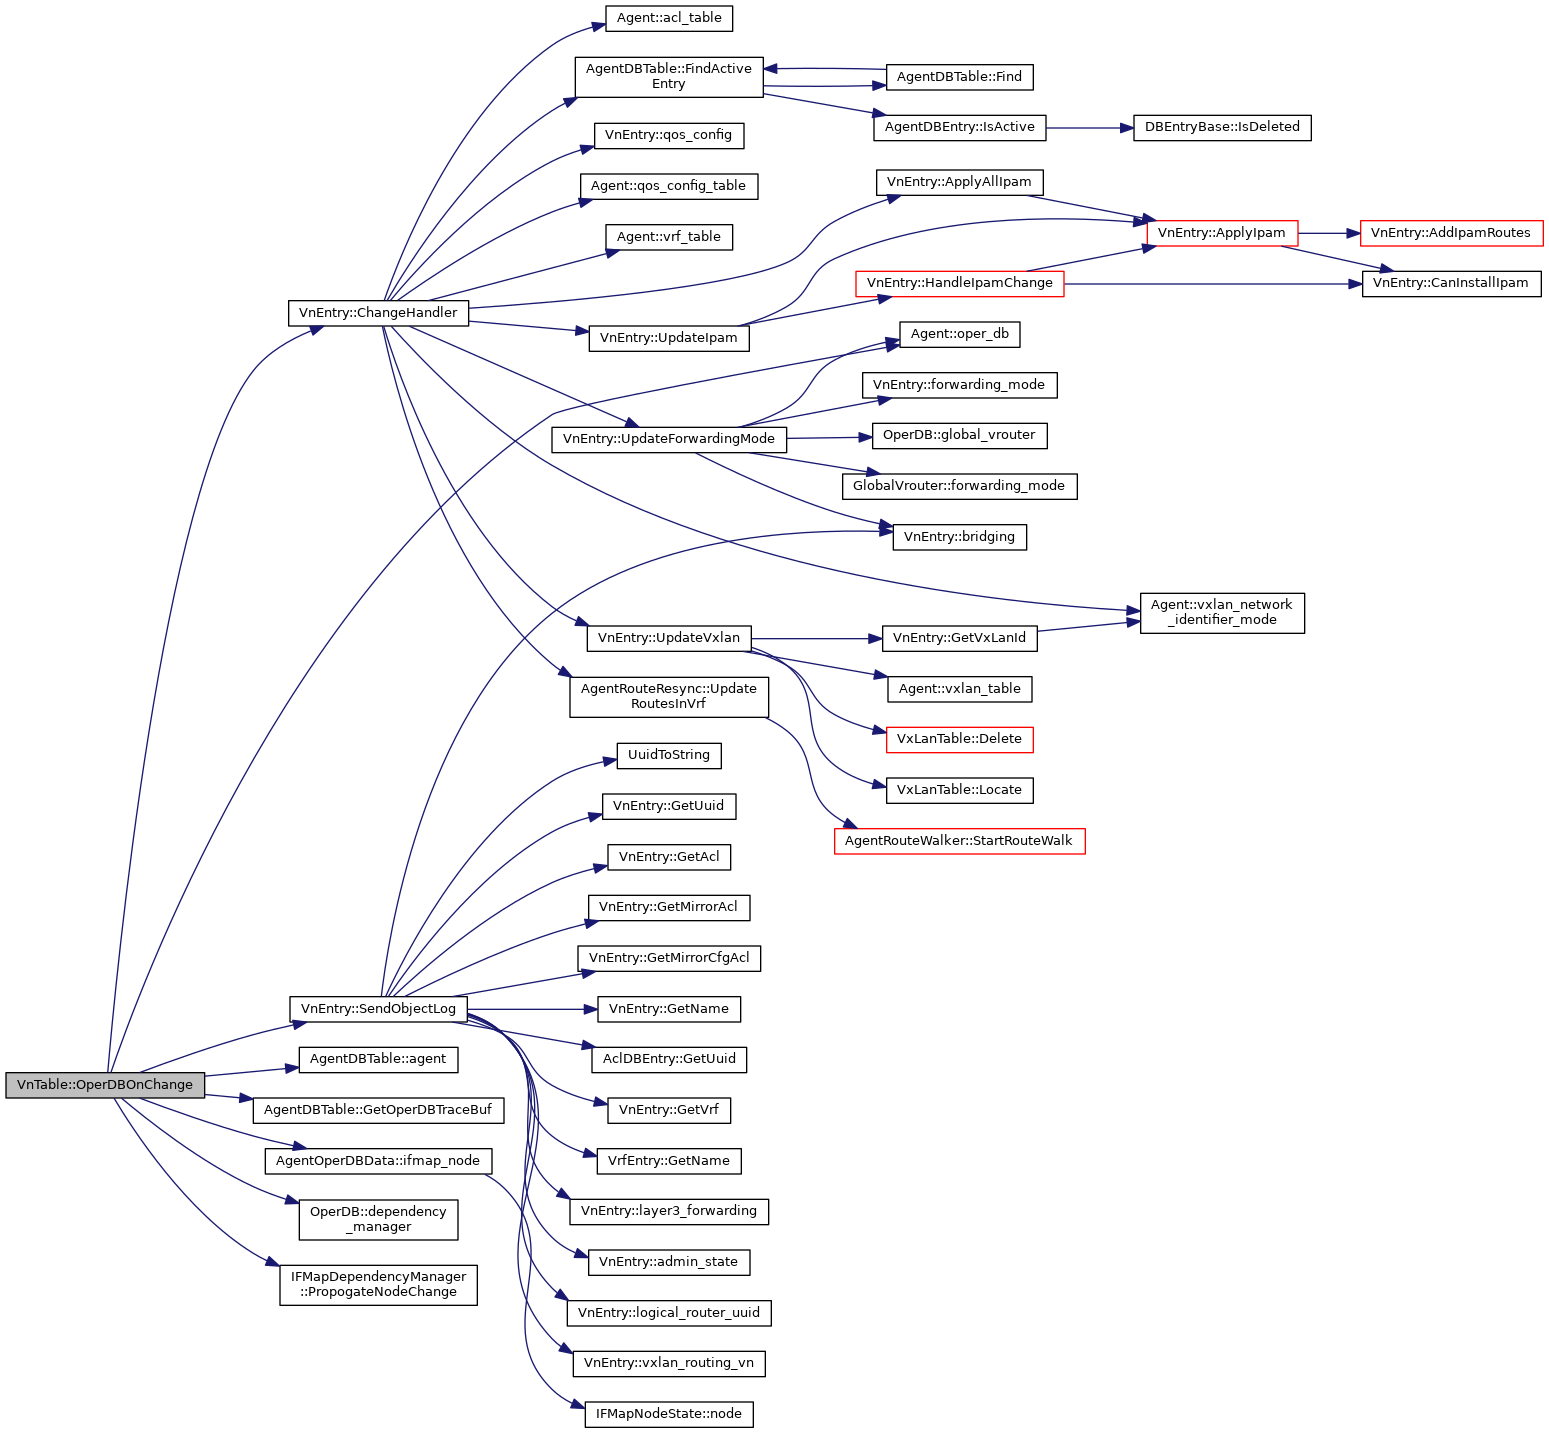 Agent::acl_table
AgentDBTable::FindActive
Entry
AgentDBTable::Find
AgentDBEntry::IsActive
DBEntryBase::IsDeleted
VnEntry::qos_config
Agent::qos_config_table
VnEntry::ApplyAllIpam
Agent::vrf_table
VnEntry::ApplyIpam
VnEntry::AddIpamRoutes
VnEntry::HandleIpamChange
VnEntry::CanInstallIpam
VnEntry::ChangeHandler
VnEntry::UpdateIpam
Agent::oper_db
VnEntry::forwarding_mode
VnEntry::UpdateForwardingMode
OperDB::global_vrouter
GlobalVrouter::forwarding_mode
VnEntry::bridging
Agent::vxlan_network
_identifier_mode
VnEntry::UpdateVxlan
VnEntry::GetVxLanId
AgentRouteResync::Update
RoutesInVrf
Agent::vxlan_table
VxLanTable::Delete
UuidToString
VxLanTable::Locate
VnEntry::GetUuid
AgentRouteWalker::StartRouteWalk
VnEntry::GetAcl
VnEntry::GetMirrorAcl
VnEntry::GetMirrorCfgAcl
VnEntry::SendObjectLog
VnEntry::GetName
AgentDBTable::agent
AclDBEntry::GetUuid
VnTable::OperDBOnChange
AgentDBTable::GetOperDBTraceBuf
VnEntry::GetVrf
AgentOperDBData::ifmap_node
VrfEntry::GetName
OperDB::dependency
_manager
VnEntry::layer3_forwarding
VnEntry::admin_state
IFMapDependencyManager
::PropogateNodeChange
VnEntry::logical_router_uuid
VnEntry::vxlan_routing_vn
IFMapNodeState::node